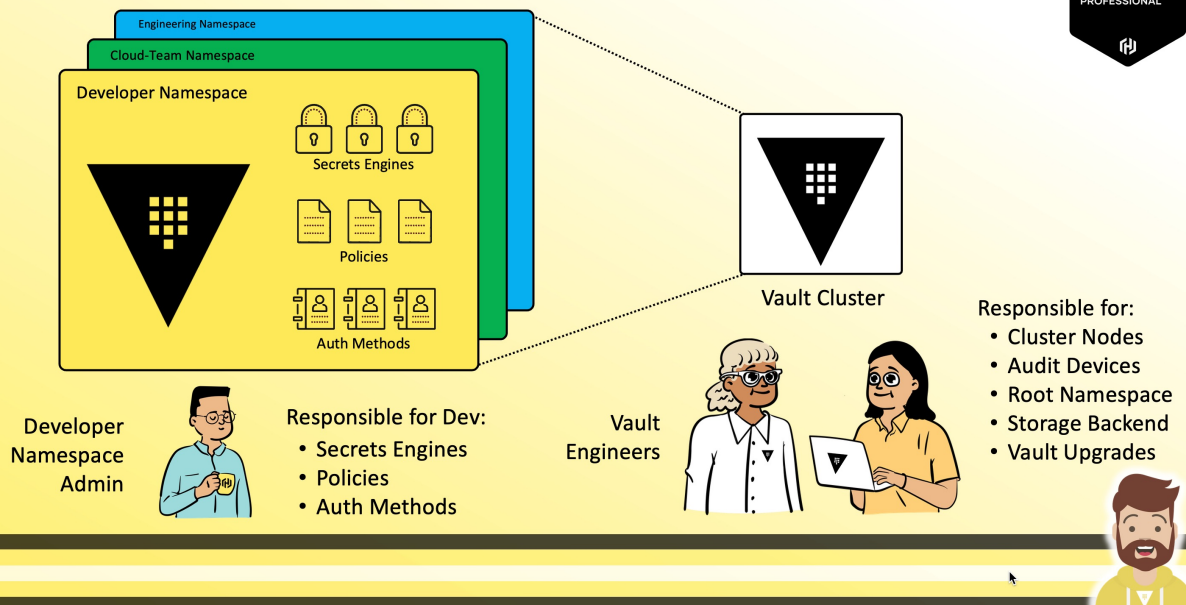 PROFESSIONAL
Engineering Namespace
Cloud-Team Namespace
Developer Namespace
Secrets Engines
Policies
Auth Methods
Vault Cluster
Developer
Namespace
Admin
Responsible for Dev:
• Secrets Engines
• Policies
• Auth Methods
Vault
Engineers
Responsible for:
• Cluster Nodes
• Audit Devices
• Root Namespace
• Storage Backend
• Vault Upgrades